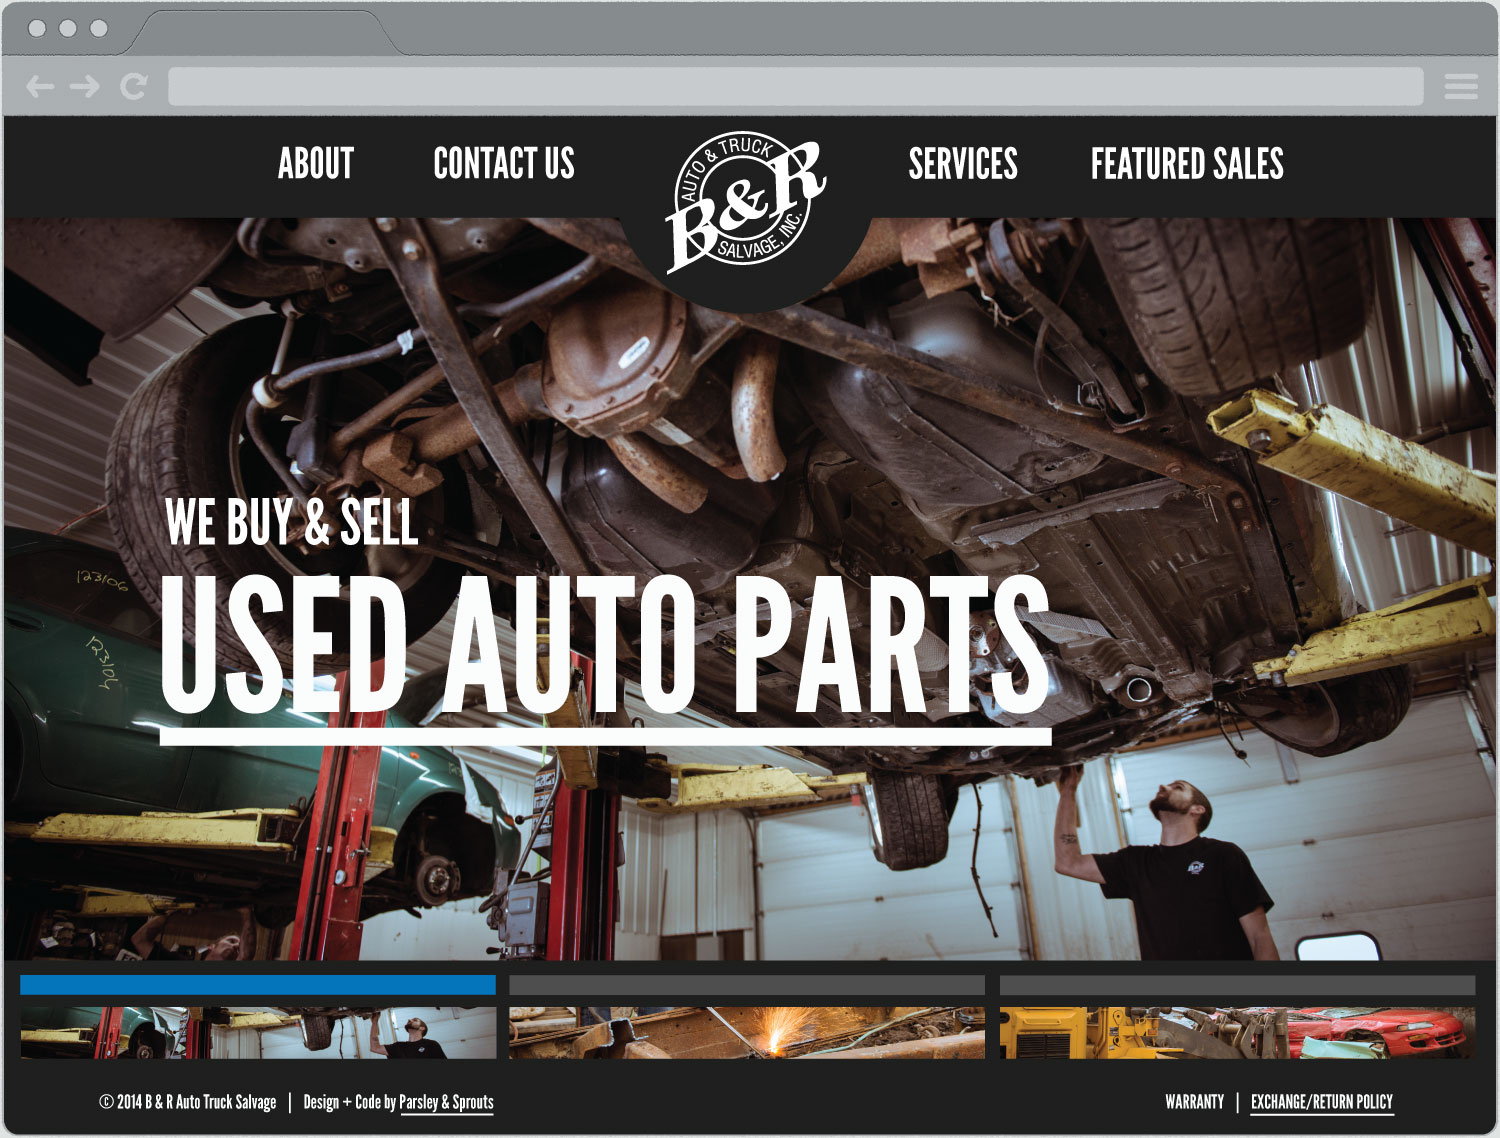 ABOUT
CONTACT US
AUTO & TRUCK
B&R
SALVAGE, INC.
SERVICES
FEATURED SALES
WE BUY & SELL
USED AUTO PARTS
123106
B&R
© 2014 B & R Auto Truck Salvage | Design + Code by Parsley & Sprouts
WARRANTY | EXCHANGE/RETURN POLICY